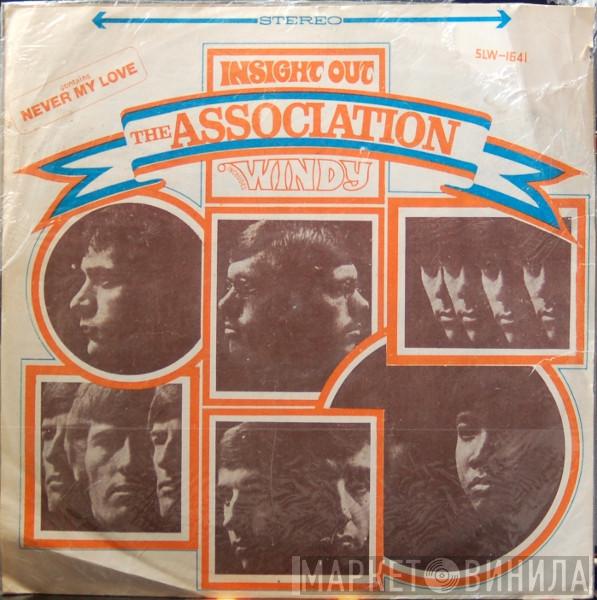 STEREO
SLW-1641
contains
NEVER MY LOVE
INSIGHT OUT
THE ASSOCIATION
WINDY
МАРКЕТ ВИНИЛА